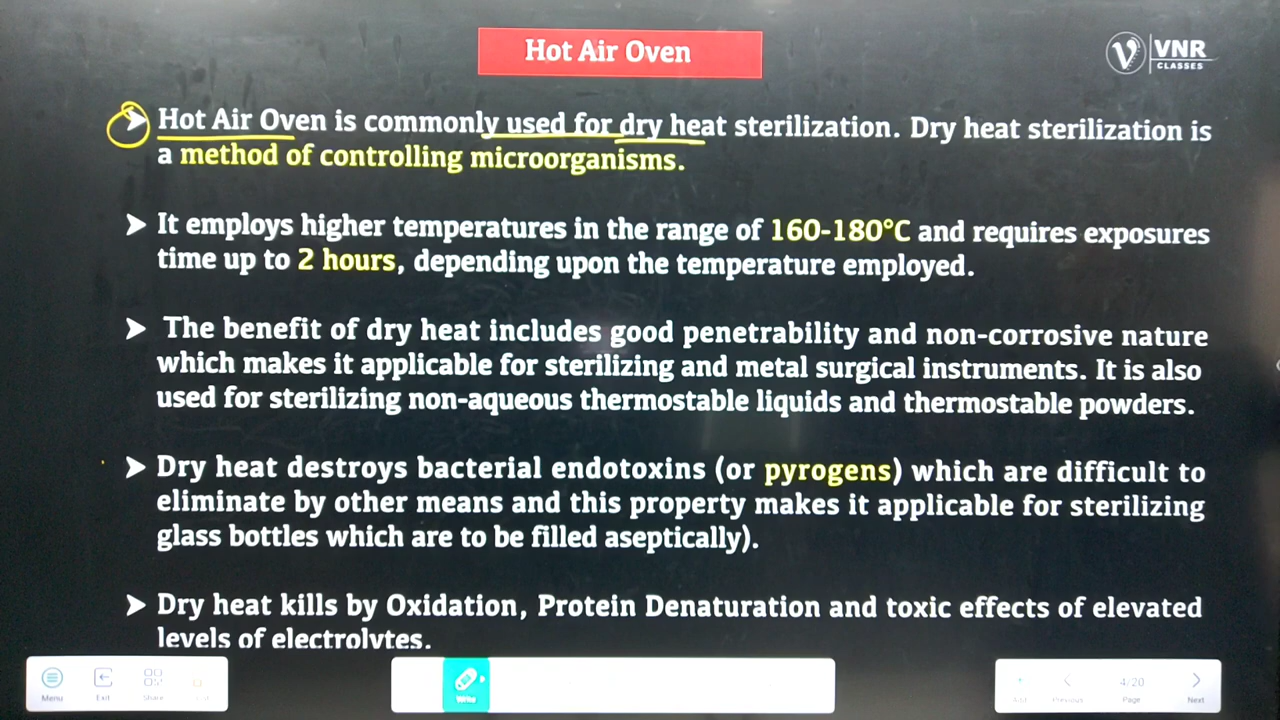 Hot Air Oven
VNR
CLASSES
➤ Hot Air Oven is commonly used for dry heat sterilization. Dry heat sterilization is
a method of controlling microorganisms.
➤ It employs higher temperatures in the range of 160-180°C and requires exposures
time up to 2 hours, depending upon the temperature employed.
➤ The benefit of dry heat includes good penetrability and non-corrosive nature
which makes it applicable for sterilizing and metal surgical instruments. It is also
used for sterilizing non-aqueous thermostable liquids and thermostable powders.
➤ Dry heat destroys bacterial endotoxins (or pyrogens) which are difficult to
eliminate by other means and this property makes it applicable for sterilizing
glass bottles which are to be filled aseptically).
➤ Dry heat kills by Oxidation, Protein Denaturation and toxic effects of elevated
levels of electrolytes.
Menu Exit Share Write Add Previous 4/20 Page Next